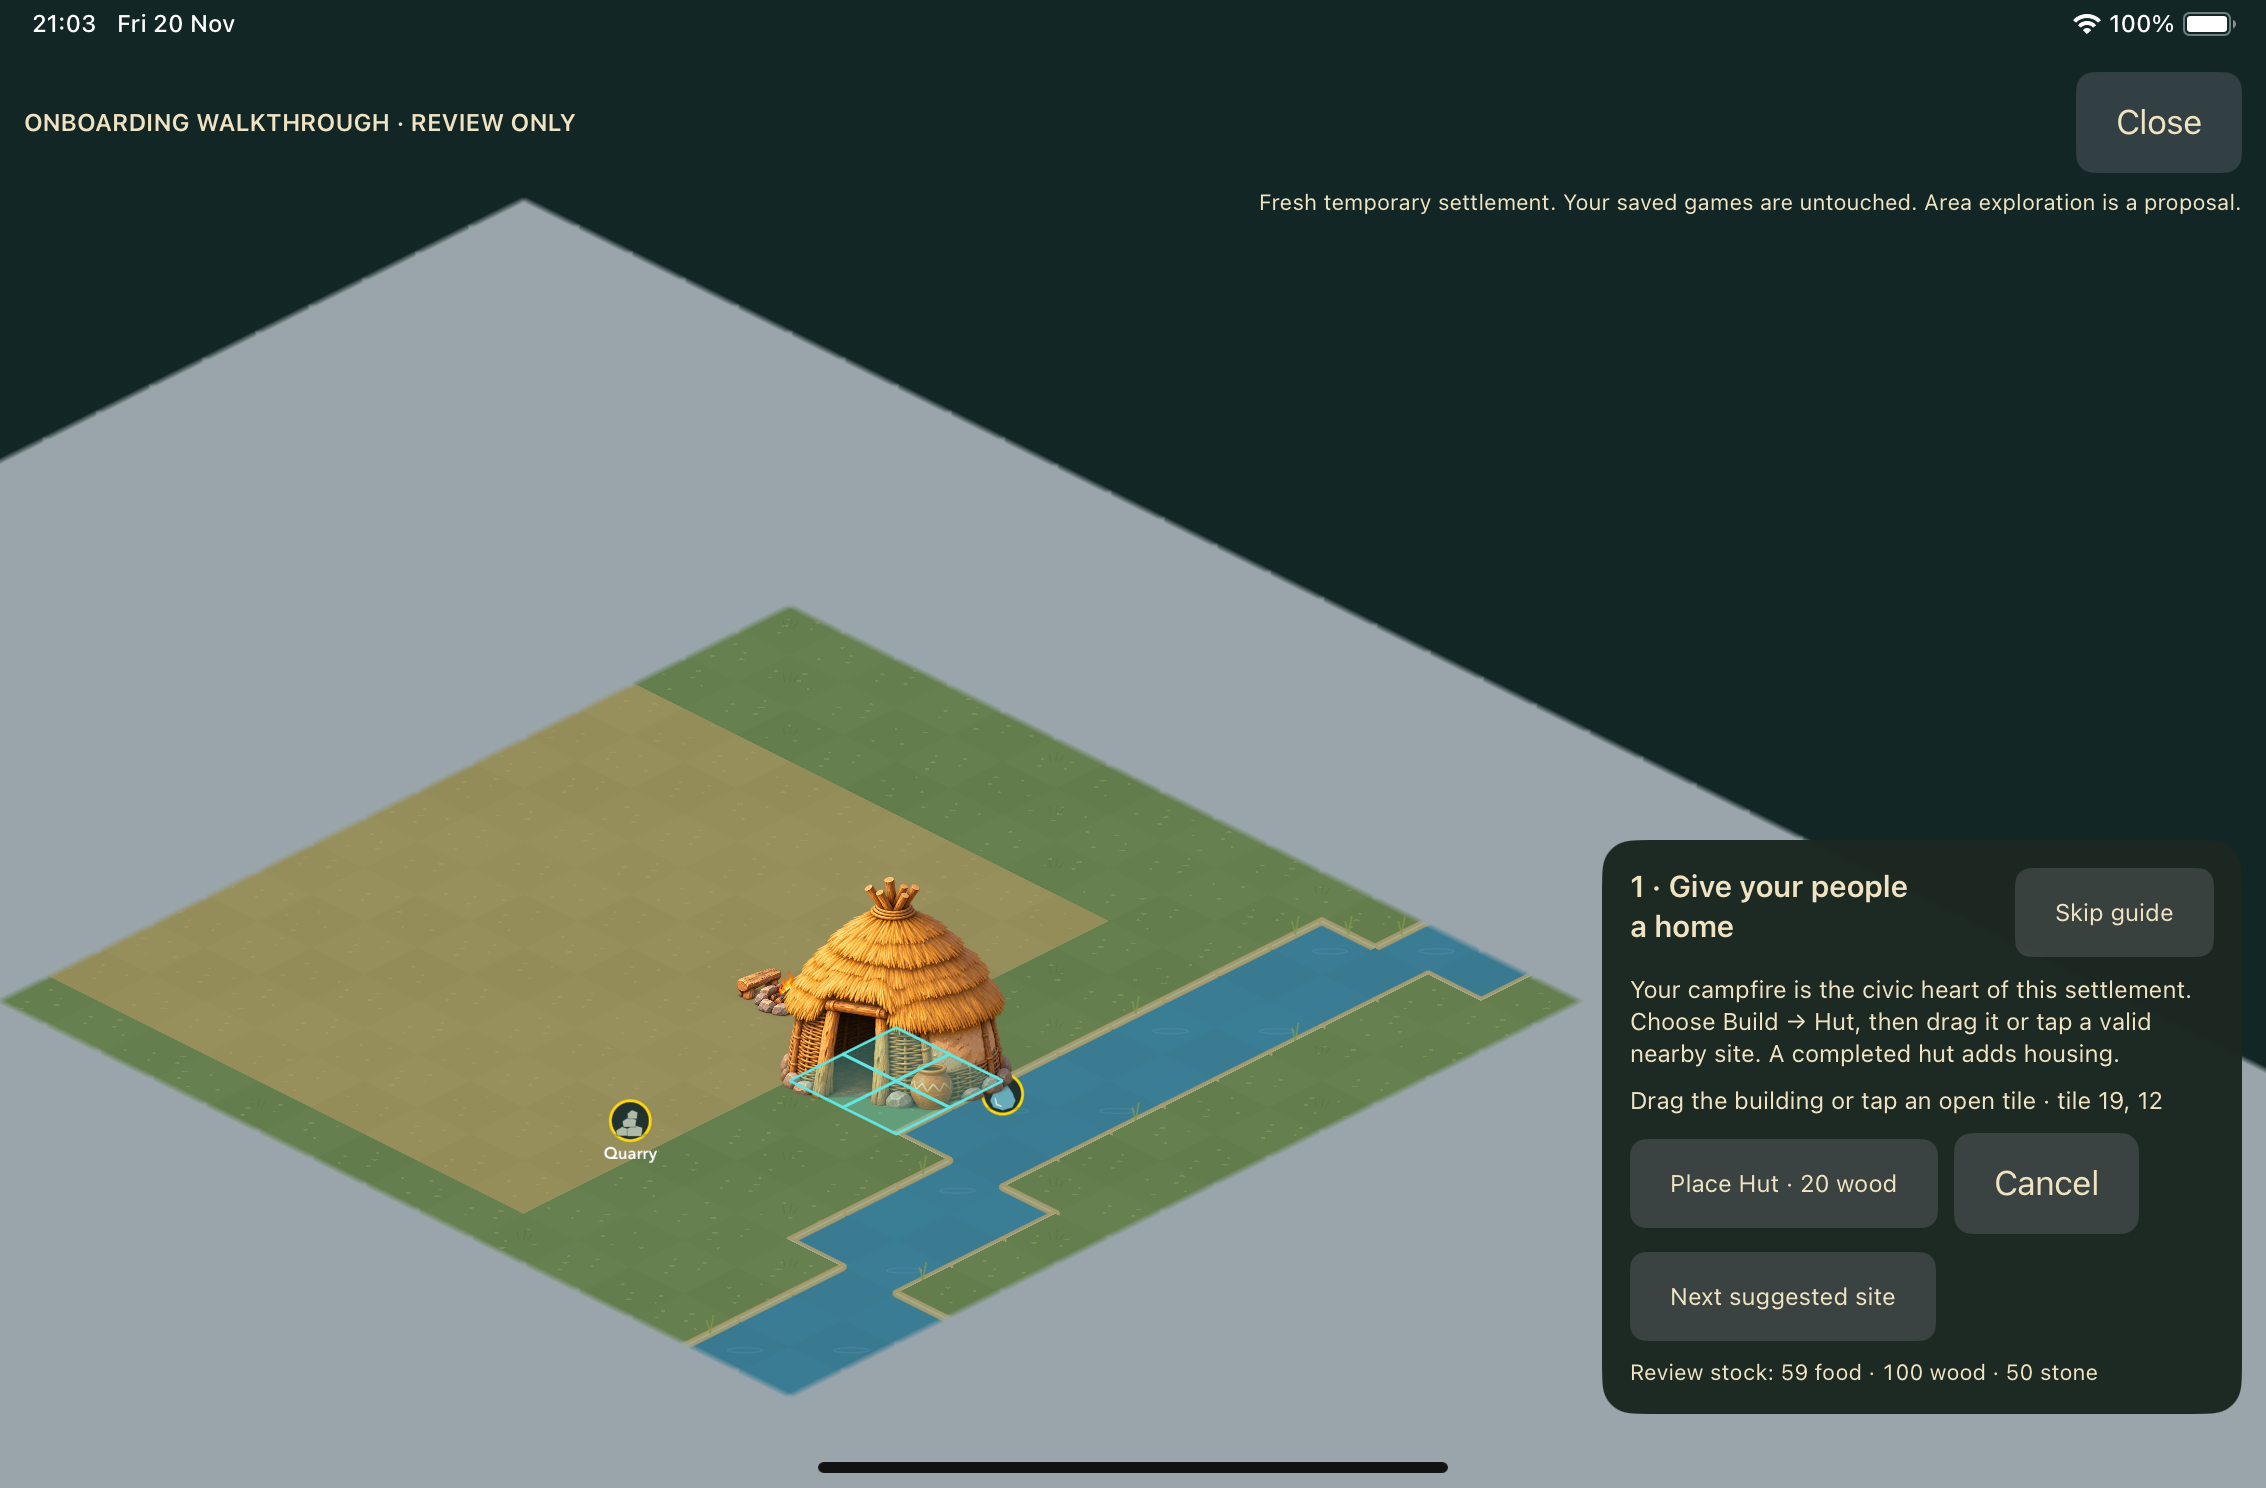 21:03 Fri 20 Nov
100%
ONBOARDING WALKTHROUGH · REVIEW ONLY
Close
Fresh temporary settlement. Your saved games are untouched. Area exploration is a proposal.
1 · Give your people
a home
Skip guide
Your campfire is the civic heart of this settlement.
Choose Build → Hut, then drag it or tap a valid
nearby site. A completed hut adds housing.
Drag the building or tap an open tile · tile 19, 12
Quarry
Place Hut · 20 wood
Cancel
Next suggested site
Review stock: 59 food · 100 wood · 50 stone